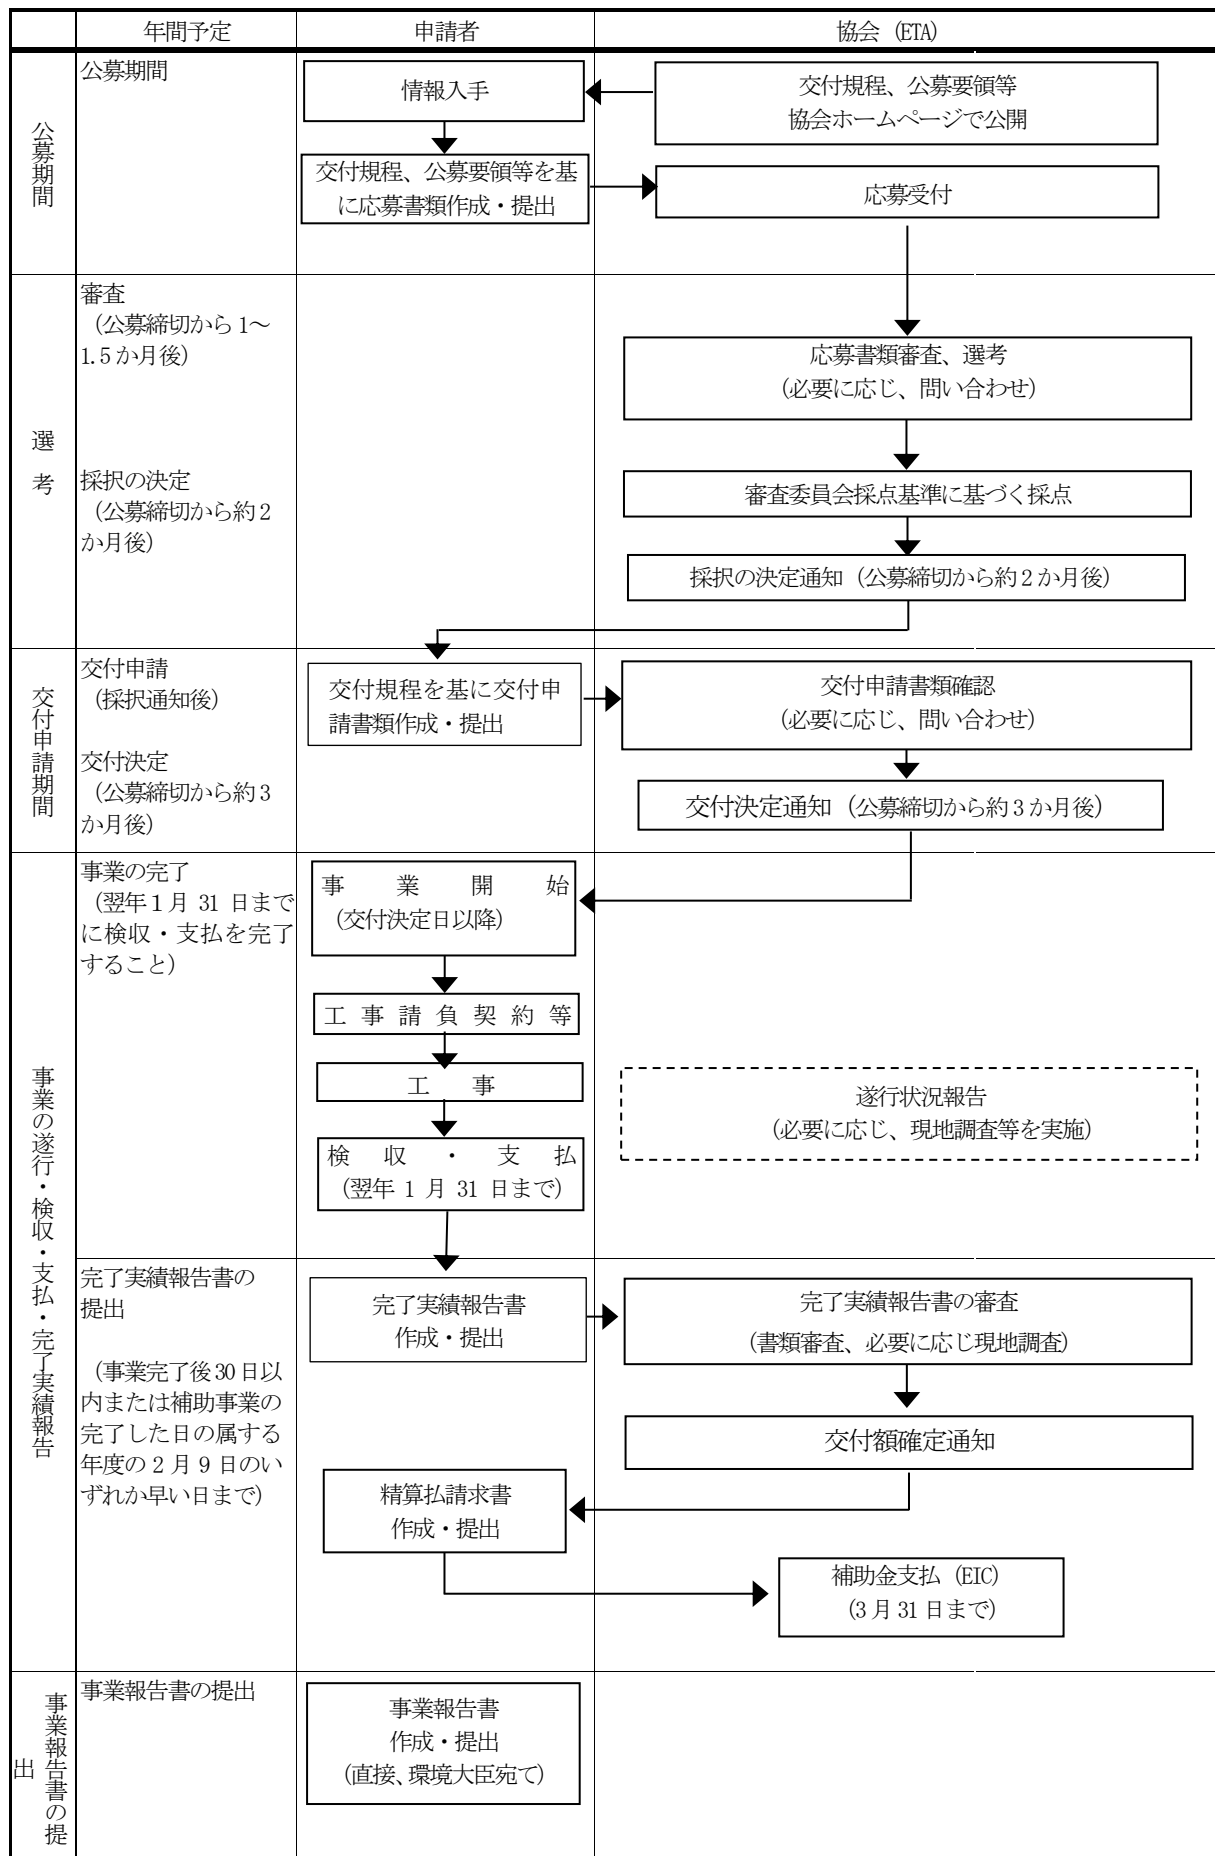 年間予定
申請者
協会（ETA）
公募期間
公募期間
情報入手
交付規程、公募要領等
協会ホームページで公開
交付規程、公募要領等を基
に応募書類作成・提出
応募受付
選考
審査
（公募締切から1～
1.5か月後）
応募書類審査、選考
（必要に応じ、問い合わせ）
採択の決定
（公募締切から約2
か月後）
審査委員会採点基準に基づく採点
採択の決定通知（公募締切から約2か月後）
交付申請期間
交付申請
（採択通知後）
交付規程を基に交付申
請書類作成・提出
交付申請書類確認
（必要に応じ、問い合わせ）
交付決定
（公募締切から約3
か月後）
交付決定通知（公募締切から約3か月後）
事業の遂行・検収・支払・完了実績報告
事業の完了
（翌年1月 31 日まで
に検収・支払を完了
すること）
事業開始
（交付決定日以降）
工事請負契約等
工事
遂行状況報告
（必要に応じ、現地調査等を実施）
検収・支払
（翌年 1 月 31 日まで）
完了実績報告書の
提出
（事業完了後30日以
内または補助事業の
完了した日の属する
年度の2月9日のい
ずれか早い日まで）
完了実績報告書
作成・提出
完了実績報告書の審査
（書類審査、必要に応じ現地調査）
交付額確定通知
精算払請求書
作成・提出
補助金支払（EIC）
（3月31日まで）
事業報告書の提
出
事業報告書の提出
事業報告書
作成・提出
（直接、環境大臣宛て）